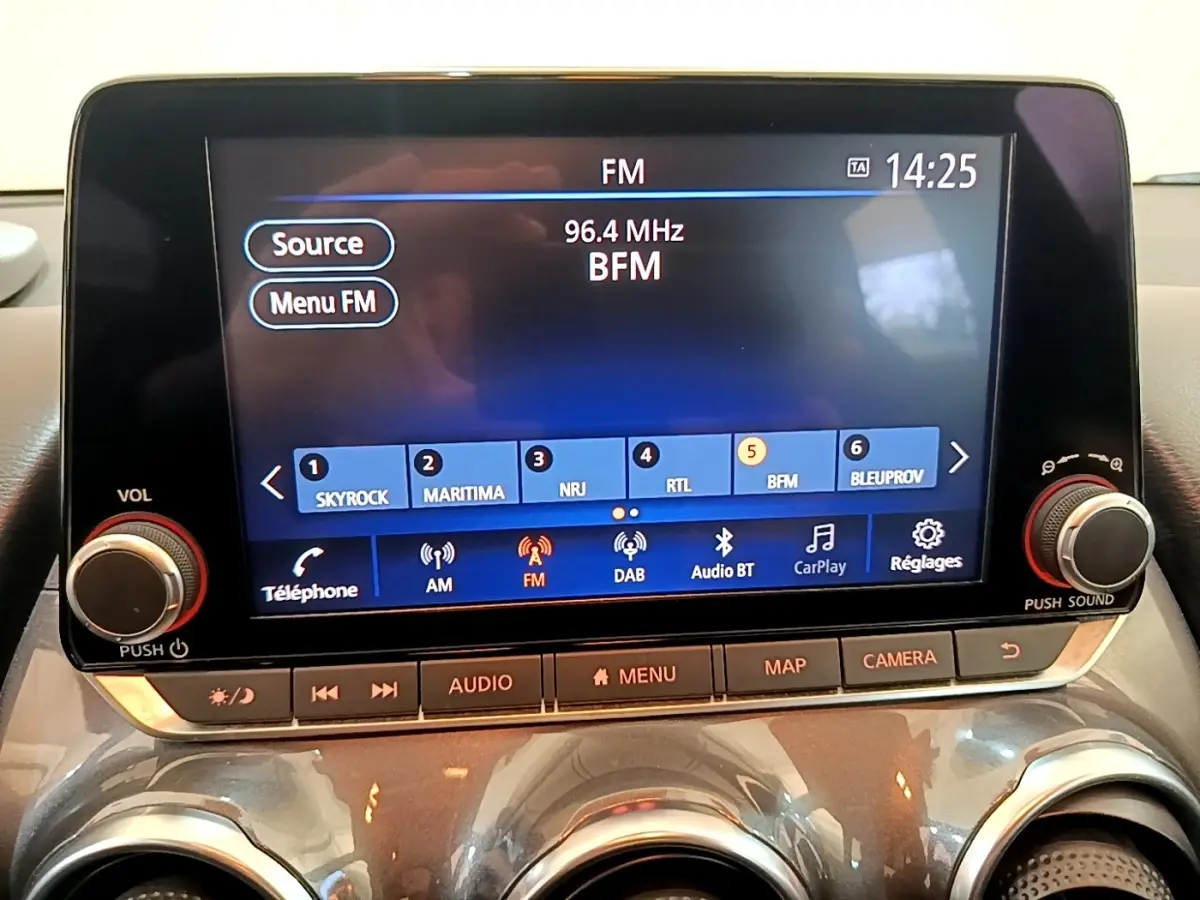 FM
TA 14:25
Source
96.4 MHz
BFM
Menu FM
1 SKYROCK
2 MARITIMA
3 NRJ
4 RTL
5 BFM
6 BLEUPROV
Téléphone
AM
FM
DAB
Audio BT
CarPlay
Réglages
VOL
PUSH
PUSH SOUND
AUDIO
MENU
MAP
CAMERA